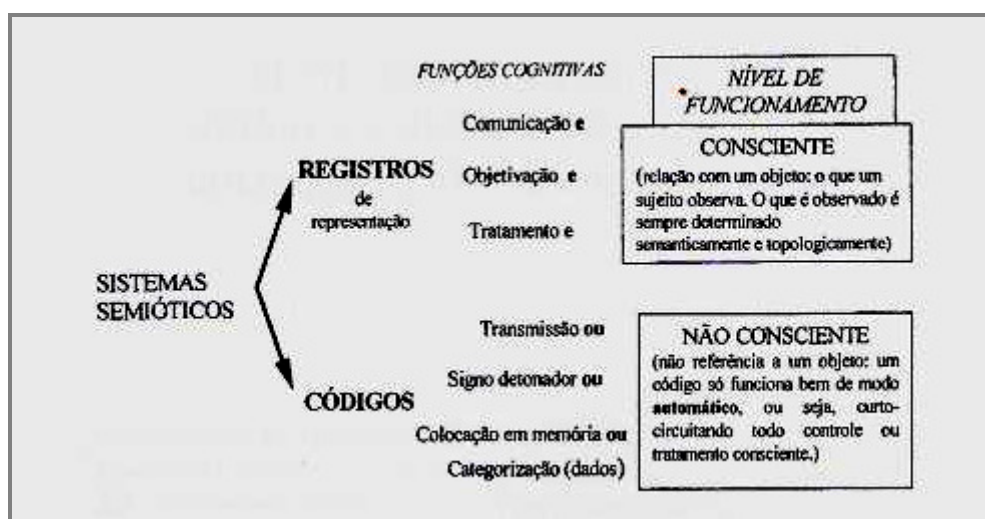 FUNÇÕES COGNITIVAS
NÍVEL DE
FUNCIONAMENTO
Comunicação e
CONSCIENTE
REGISTROS
de
representação
Objetivação e
(relação com um objeto: o que um
sujeito observa. O que é observado é
sempre determinado
semanticamente e topologicamente)
Tratamento e
SISTEMAS
SEMIÓTICOS
Transmissão ou
NÃO CONSCIENTE
(não referência a um objeto: um
código só funciona bem de modo
automático, ou seja, curto-
circuitando todo controle ou
tratamento consciente.)
Signo detonador ou
CÓDIGOS
Colocação em memória ou
Categorização (dados)